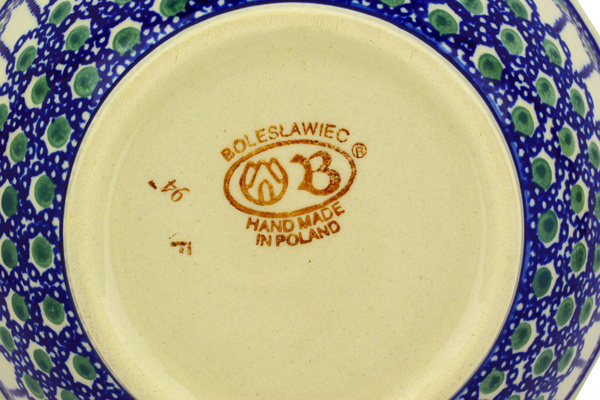 BOLESŁAWIEC
®
B
HAND MADE
IN POLAND
94-